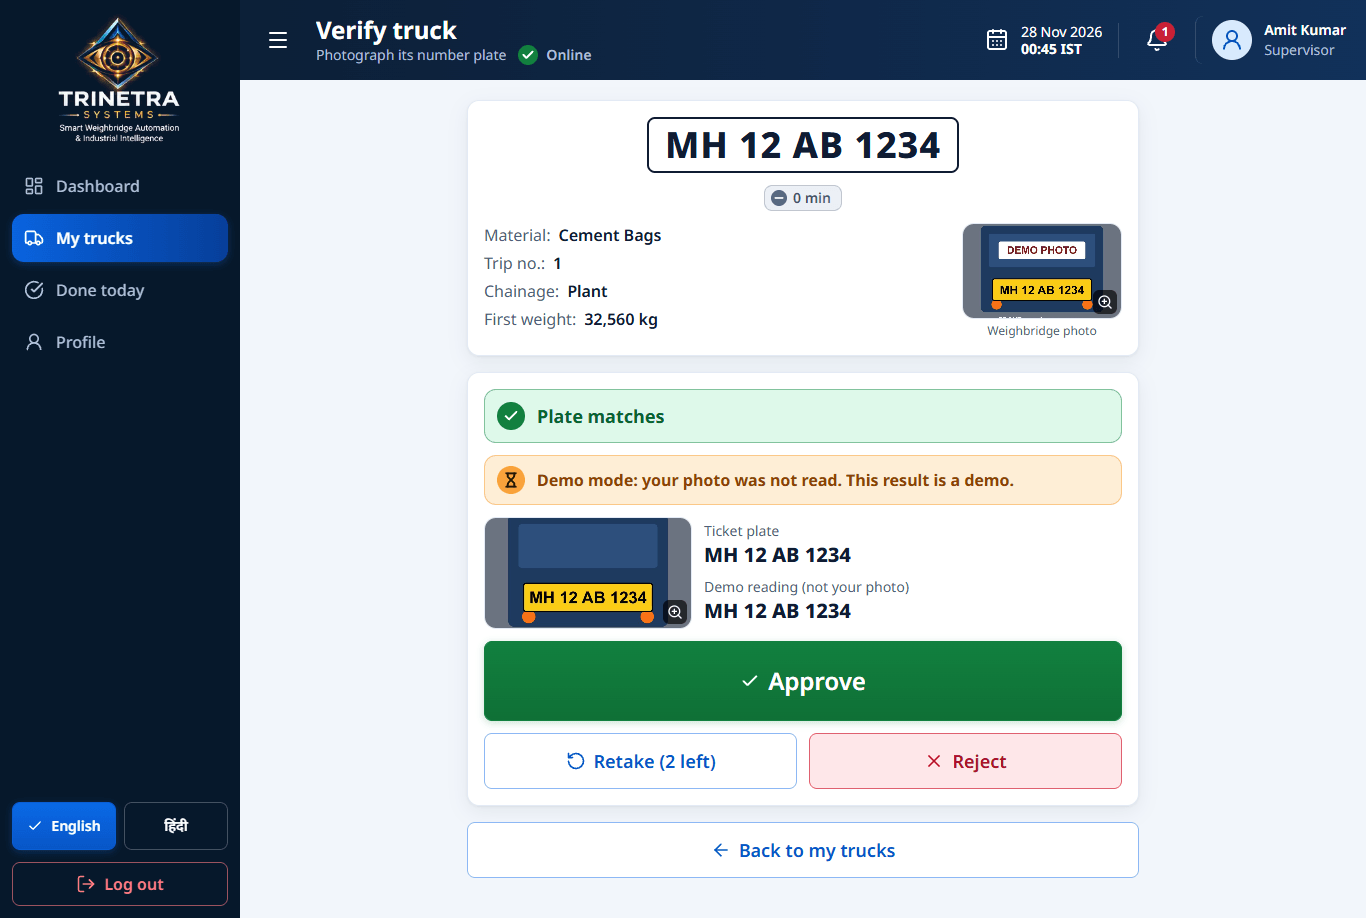 TRINETRA
SYSTEMS
Smart Weighbridge Automation
& Industrial Intelligence
Dashboard
My trucks
Done today
Profile
English
हिंदी
Log out
Verify truck
Photograph its number plate
Online
28 Nov 2026
00:45 IST
1
Amit Kumar
Supervisor
MH 12 AB 1234
0 min
Material: Cement Bags
Trip no.: 1
Chainage: Plant
First weight: 32,560 kg
DEMO PHOTO
MH 12 AB 1234
Weighbridge photo
Plate matches
Demo mode: your photo was not read. This result is a demo.
MH 12 AB 1234
Ticket plate
MH 12 AB 1234
Demo reading (not your photo)
MH 12 AB 1234
Approve
Retake (2 left)
Reject
Back to my trucks